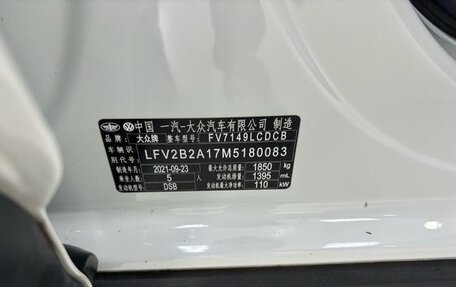 中国 一汽-大众汽车有限公司 制造
品牌: 大众牌 整车型号: FV7149LCDCB
车辆识别代号: LFV2B2A17M5180083
制造年月: 2021-09-23 最大允许总质量: 1850 kg
乘坐人数: 5 人 发动机排量: 1395 mL
发动机型号: DSB 发动机最大净功率: 110 kW